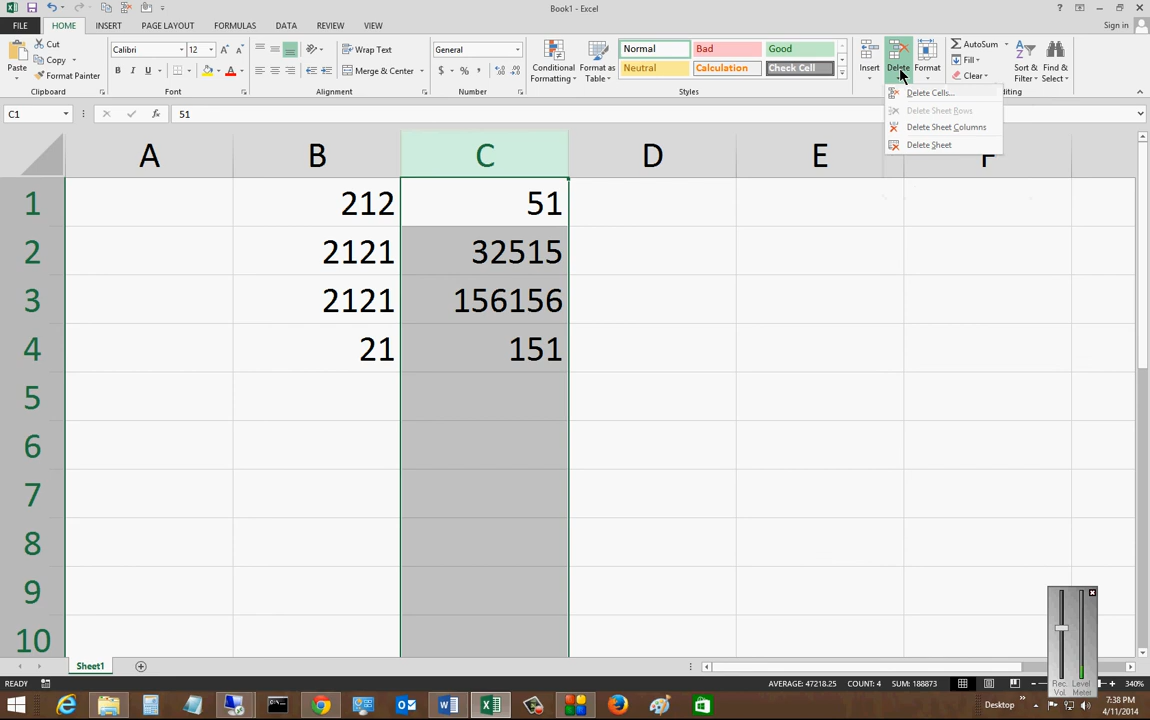 Book1 - Excel
Sign in
FILE HOME INSERT PAGE LAYOUT FORMULAS DATA REVIEW VIEW
Paste
Cut
Copy
Format Painter
Clipboard
Calibri 12
B I U
Font
Wrap Text
Merge & Center
Alignment
General
$ % ,
Number
Conditional Formatting
Format as Table
Normal Bad Good
Neutral Calculation Check Cell
Styles
Insert Delete Format
AutoSum
Fill
Clear
Sort & Filter
Find & Select
Editing
Delete Cells...
Delete Sheet Rows
Delete Sheet Columns
Delete Sheet
C1 fx 51
A B C D E F
1 212 51
2 2121 32515
3 2121 156156
4 21 151
5
6
7
8
9
10
Sheet1
READY AVERAGE: 47218.25 COUNT: 4 SUM: 188873 340%
Rec Vol
Level Meter
Desktop
7:38 PM
4/11/2014